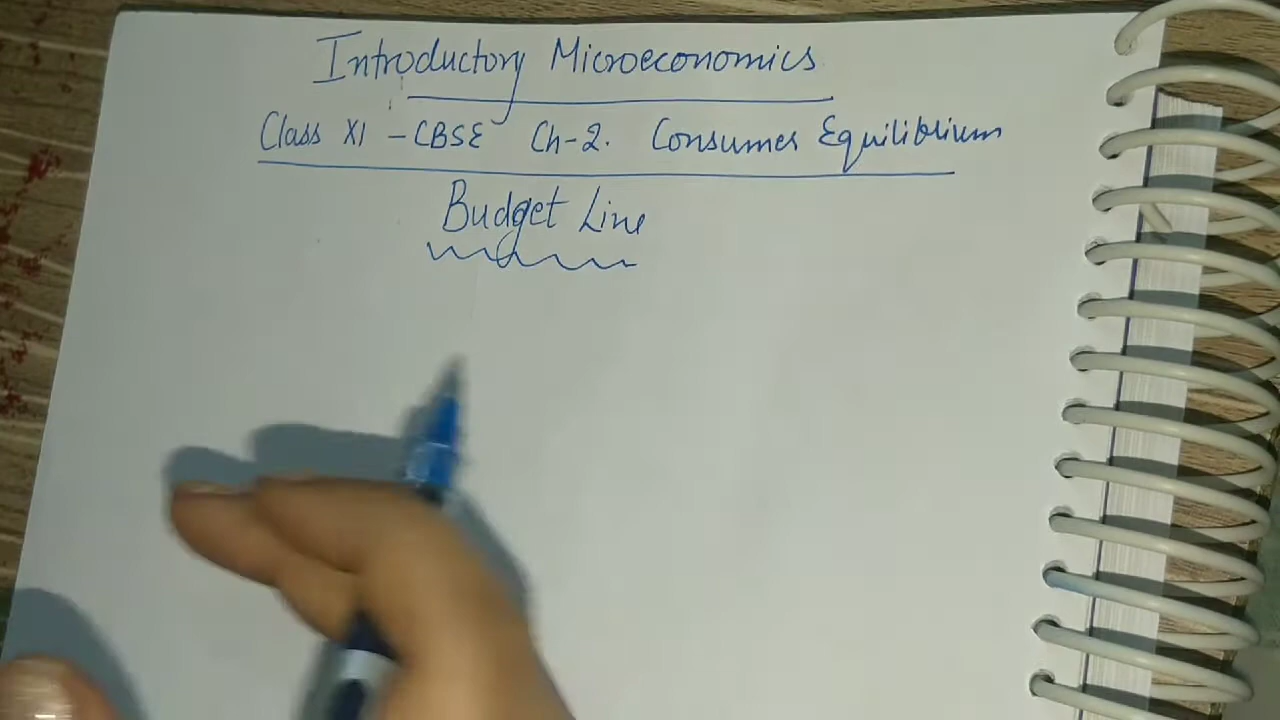 Introductory Microeconomics
Class XI - CBSE Ch-2. Consumer Equilibrium
Budget Line